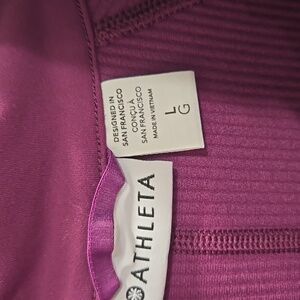 DESIGNED IN
SAN FRANCISCO
CONÇU À
SAN FRANCISCO
MADE IN VIETNAM
L
G
ATHLETA